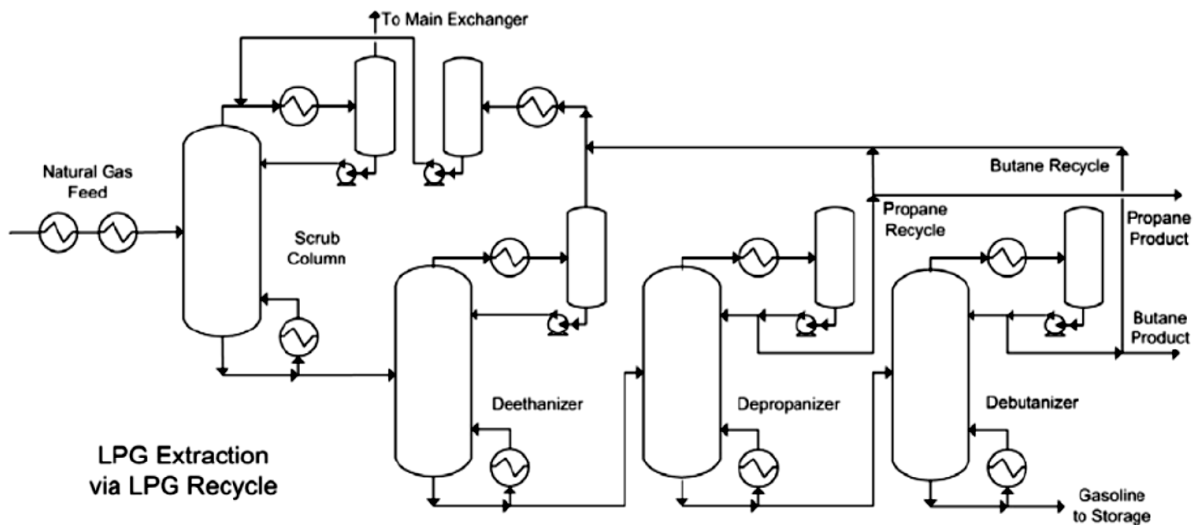 To Main Exchanger
Natural Gas
Feed
Scrub
Column
Butane Recycle
Propane
Recycle
Propane
Product
Butane
Product
Deethanizer
Depropanizer
Debutanizer
LPG Extraction
via LPG Recycle
Gasoline
to Storage